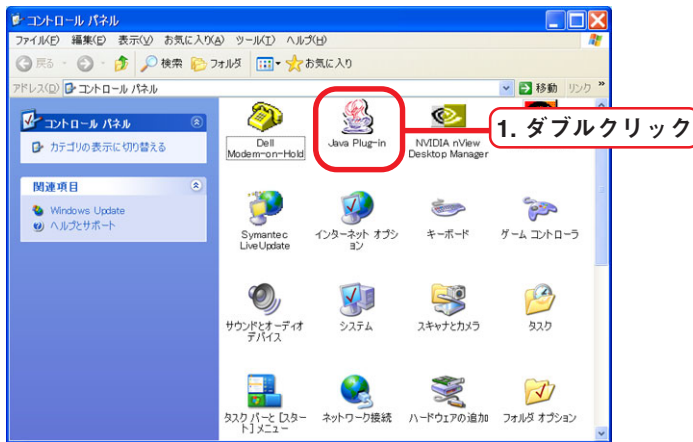 コントロール パネル
ファイル(F) 編集(E) 表示(V) お気に入り(A) ツール(T) ヘルプ(H)
戻る 検索 フォルダ お気に入り
アドレス(D) コントロール パネル 移動 リンク »
コントロール パネル
カテゴリの表示に切り替える
関連項目
Windows Update
ヘルプとサポート
Dell
Modem-on-Hold
Java Plug-in
NVIDIA nView
Desktop Manager
1. ダブルクリック
Symantec
LiveUpdate
インターネット オプシ
ョン
キーボード
ゲーム コントローラ
サウンドとオーディオ
デバイス
システム
スキャナとカメラ
タスク
タスク バーと [スター
ト] メニュー
ネットワーク接続
ハードウェアの追加
フォルダ オプション